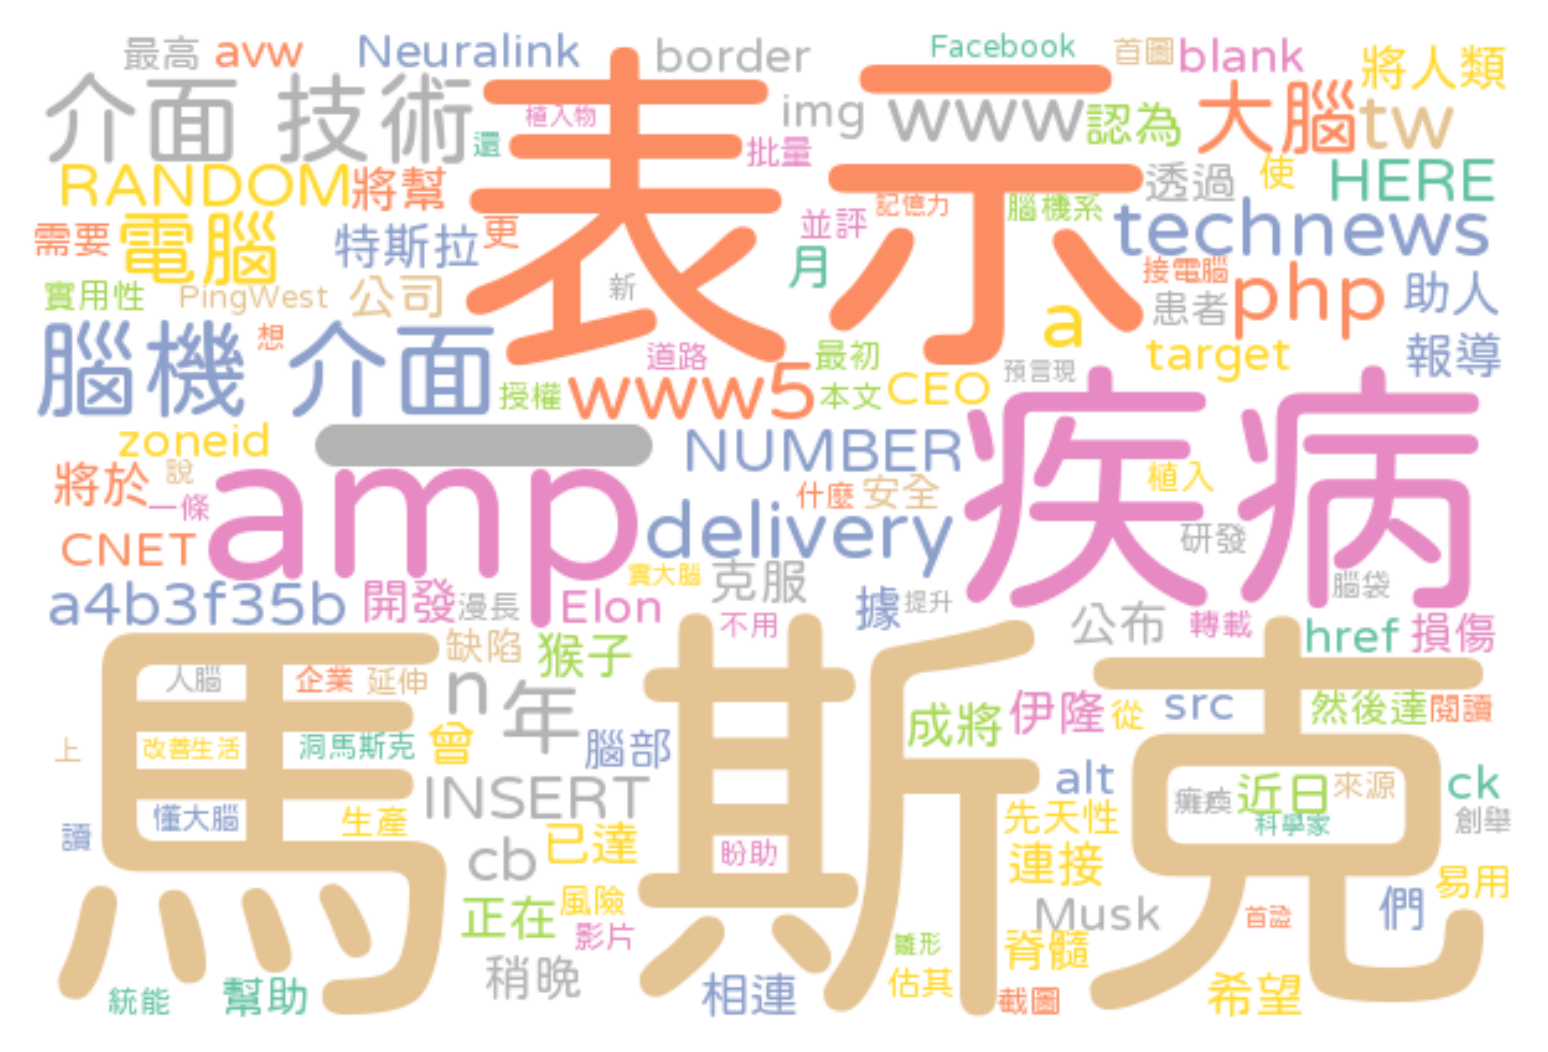 最高 avw Neuralink border Facebook 首圖 blank 將人類
介面 技術 植入物 還 表示 img www 認為 大腦 tw
批量
RANDOM 將幫 透過 使 HERE
需要 電腦 特斯拉 更 並評 記憶力 腦機系 technews
實用性 PingWest 公司 新 月 接電腦 患者 php 助人
a
腦機 介面 想 道路 最初 預言現 target 報導
授權 www5 本文 CEO
zoneid 一 NUMBER 疾病
將於 說 amp 什麼 安全 植入
一條 delivery
CNET 研發
實大腦 克服 腦袋
a4b3f35b 開發 漫長 Elon 據 提升
不用 公布 轉載 href 損傷
馬斯克 缺陷 猴子
人腦 企業 延伸 n 年 成將 伊隆 從 src 然後達 閱讀
上 改善生活 洞馬斯克 曾 腦部
INSERT alt 癱瘓 近日 來源 ck
讀 懂大腦 生產 先天性 科學家 創舉
cb 已達 盼助 連接
正在 風險 Musk 首忢 們 易用
影片 雛形 脊髓
統能 幫助 稍晚 相連 估其 截圖 希望